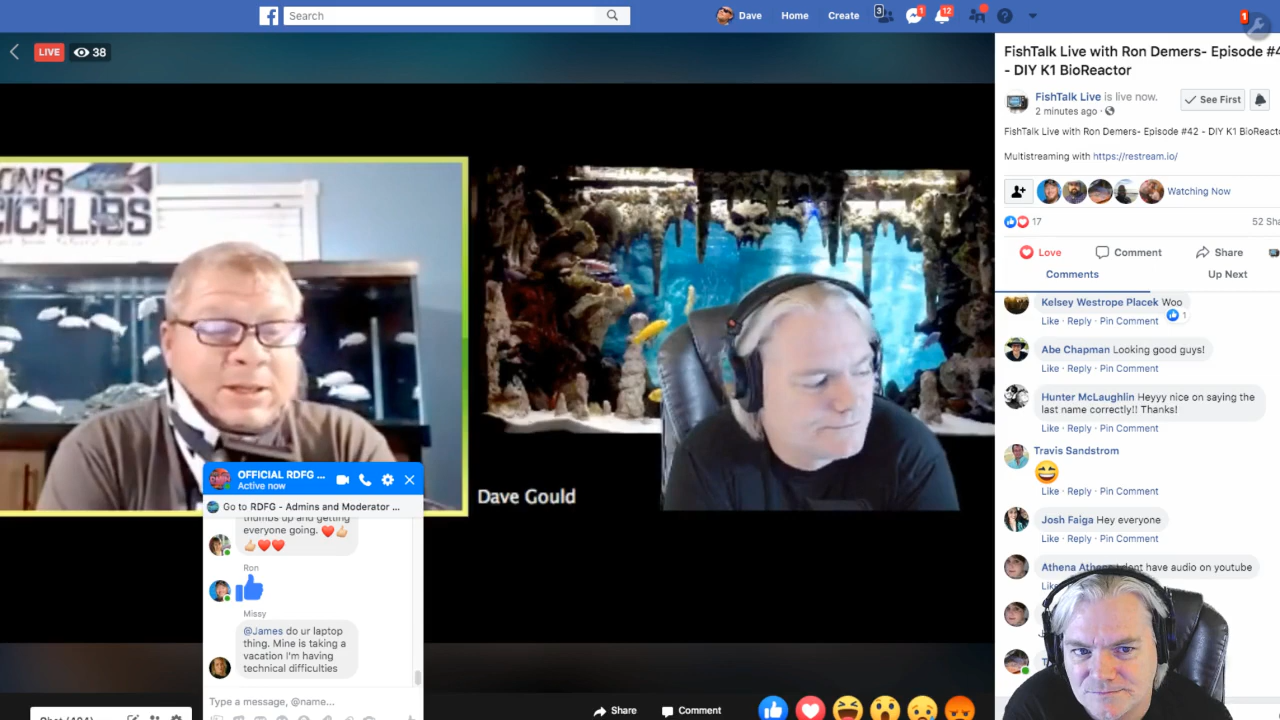 Search
Dave
Home
Create
3
1
12
1
LIVE
38
FishTalk Live with Ron Demers- Episode #4
- DIY K1 BioReactor
FishTalk Live is live now.
2 minutes ago ·
See First
FishTalk Live with Ron Demers- Episode #42 - DIY K1 BioReacto
Multistreaming with https://restream.io/
Watching Now
17
52 Sha
Love
Comment
Share
Comments
Up Next
Kelsey Westrope Placek Woo
Like · Reply · Pin Comment
1
Abe Chapman Looking good guys!
Like · Reply · Pin Comment
Hunter McLaughlin Heyyy nice on saying the
last name correctly!! Thanks!
Like · Reply · Pin Comment
Travis Sandstrom
Like · Reply · Pin Comment
Josh Faiga Hey everyone
Like · Reply · Pin Comment
Athena dont have audio on youtube
Like
ON'S
CICHLIDS
Dave Gould
OFFICIAL RDFG ...
Active now
Go to RDFG - Admins and Moderator ...
thumbs up and getting
everyone going.
Ron
Missy
@James do ur laptop
thing. Mine is taking a
vacation I'm having
technical difficulties
Type a message, @name...
Share
Comment